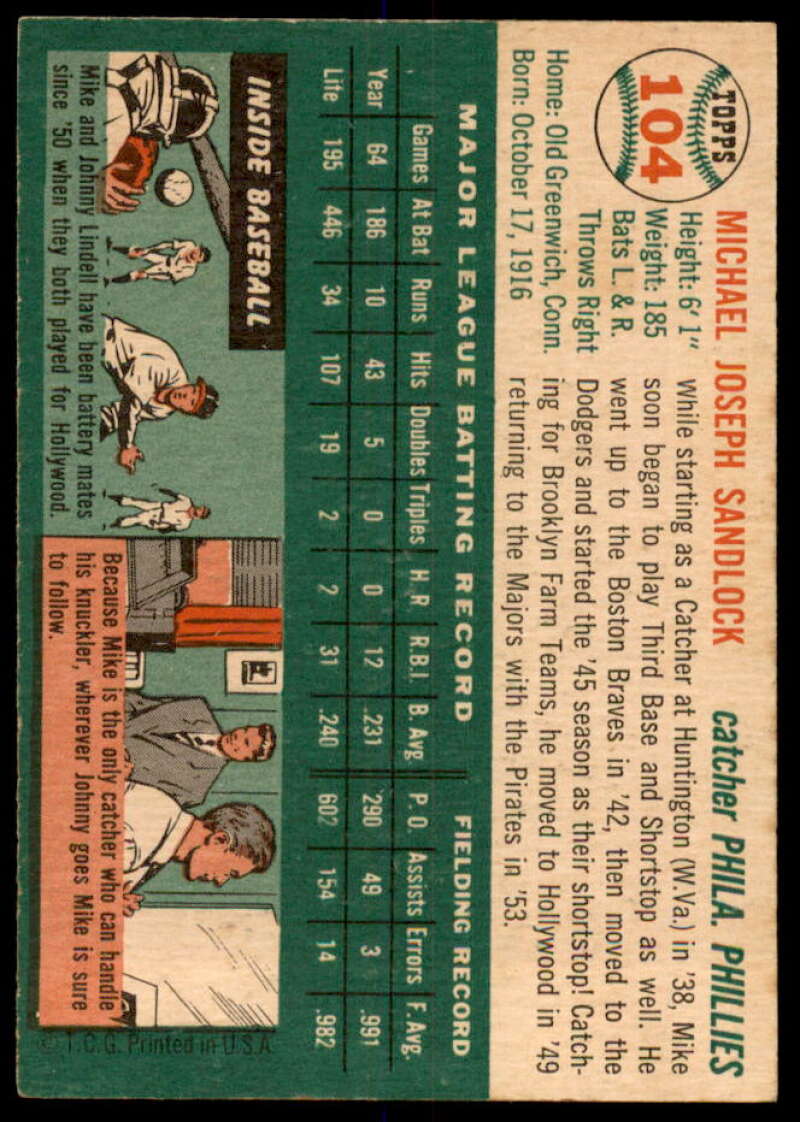 TOPPS
104
MICHAEL JOSEPH SANDLOCK
catcher PHILA. PHILLIES
Height: 6' 1"
Weight: 185
Bats L. & R.
Throws Right
Home: Old Greenwich, Conn.
Born: October 17, 1916
While starting as a Catcher at Huntington (W.Va.) in '38, Mike
soon began to play Third Base and Shortstop as well. He
went up to the Boston Braves in '42, then moved to the
Dodgers and started the '45 season as their shortstop! Catch-
ing for Brooklyn Farm Teams, he moved to Hollywood in '49
returning to the Majors with the Pirates in '53.
MAJOR LEAGUE BATTING RECORD FIELDING RECORD
Games At Bat Runs Hits Doubles Triples H R R.B.I. B. Avg P. O. Assists Errors F. Avg.
Year 64 186 10 43 5 0 0 12 .231 290 49 3 .991
Life 195 446 34 107 19 2 2 31 .240 602 154 14 .982
INSIDE BASEBALL
Mike and Johnny Lindell have been battery mates
since '50 when they both played for Hollywood.
Because Mike is the only catcher who can handle
his knuckler, wherever Johnny goes Mike is sure
to follow.
© T.C.G. Printed in U S A